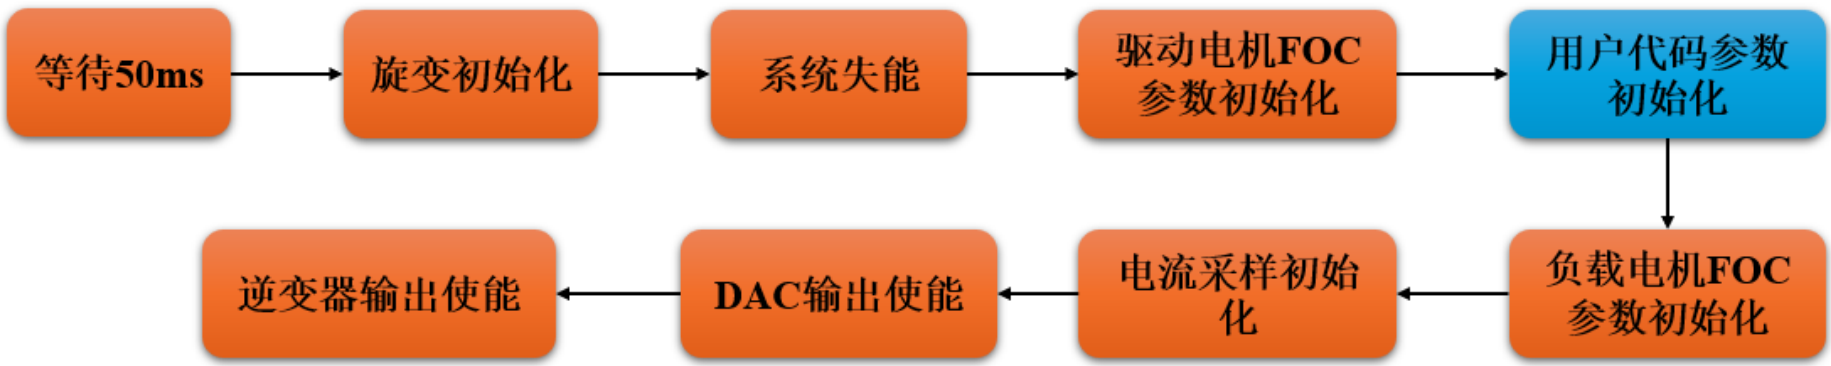 等待50ms
旋变初始化
系统失能
驱动电机FOC
参数初始化
用户代码参数
初始化
负载电机FOC
参数初始化
电流采样初始
化
DAC输出使能
逆变器输出使能